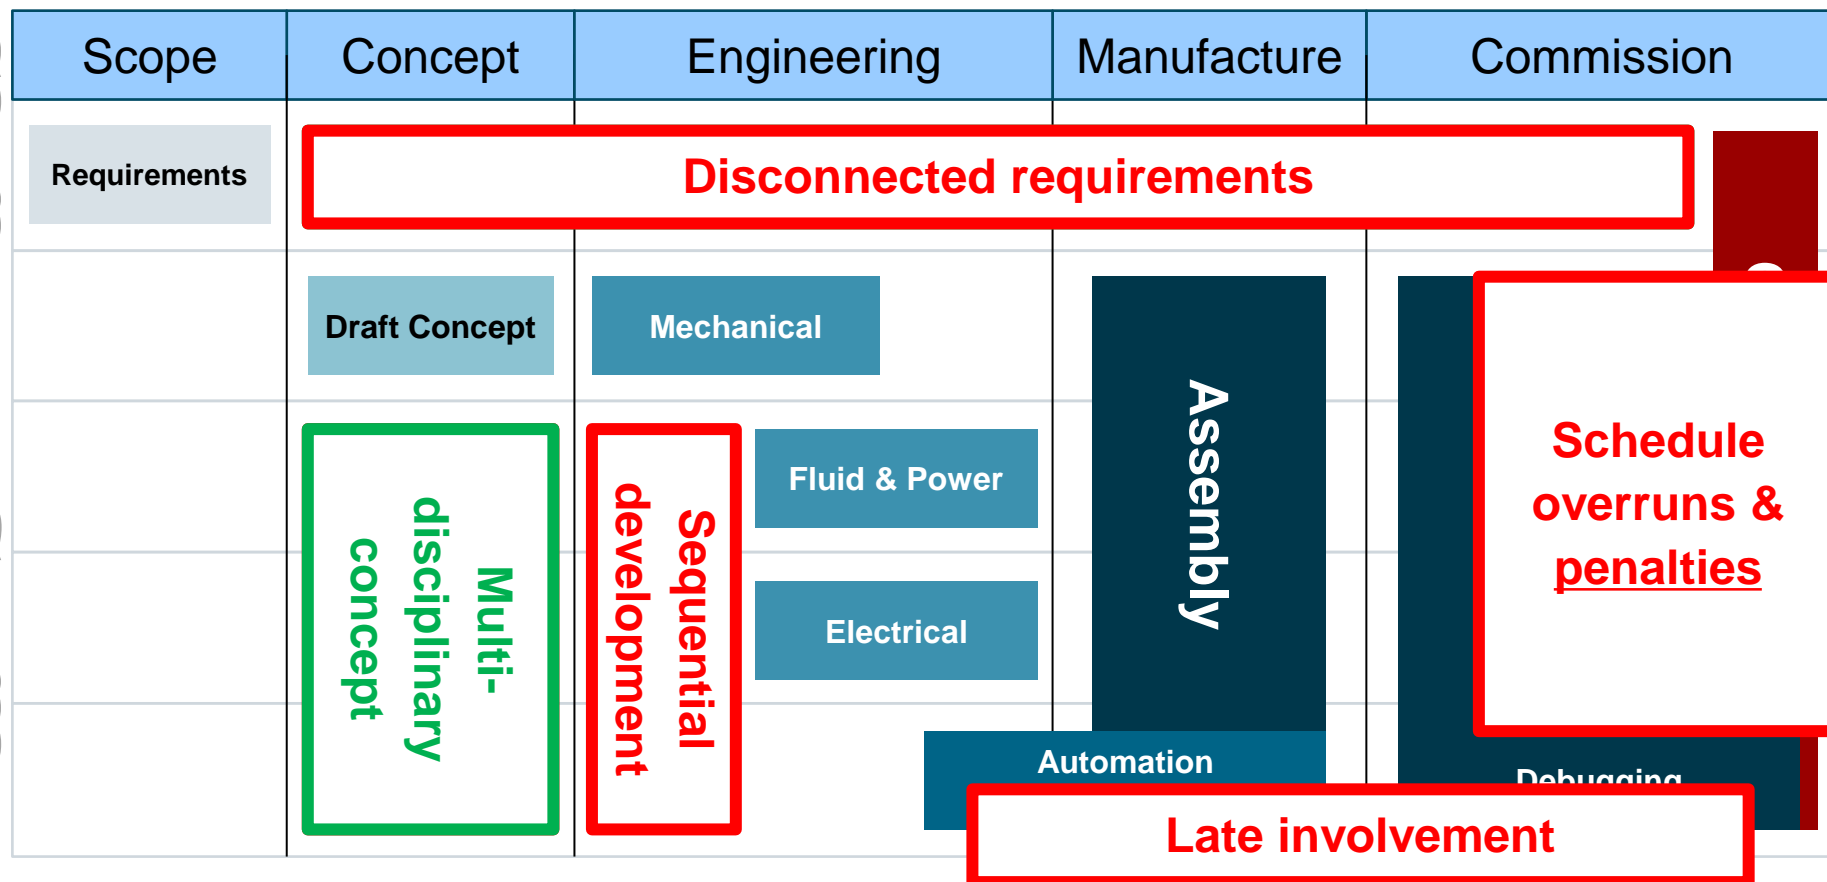 Scope
Concept
Engineering
Manufacture
Commission
Requirements
Disconnected requirements
Draft Concept
Mechanical
Assembly
Schedule
overruns &
penalties
Multi-
disciplinary
concept
Sequential
development
Fluid & Power
Electrical
Automation
Debugging
Late involvement